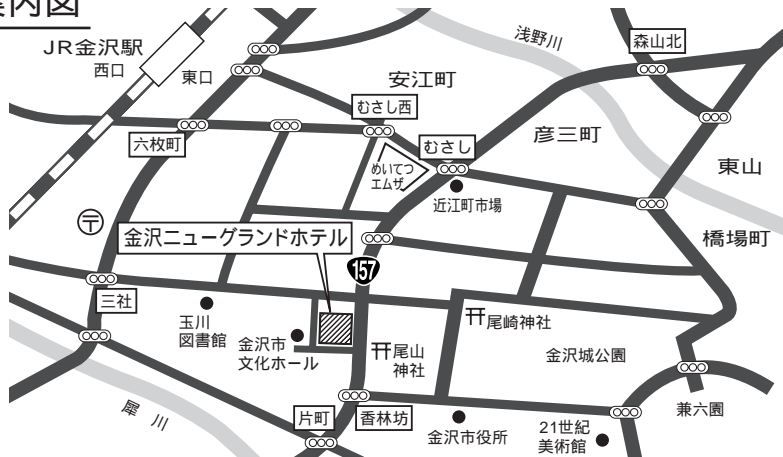 案内図
JR金沢駅
西口
東口
浅野川
森山北
安江町
むさし西
六枚町
むさし
彦三町
めいてつ
エムザ
東山
近江町市場
橋場町
〒
金沢ニューグランドホテル
157
三社
玉川
図書館
金沢市
文化ホール
尾山
神社
尾崎神社
金沢城公園
犀川
片町
香林坊
金沢市役所
21世紀
美術館
兼六園